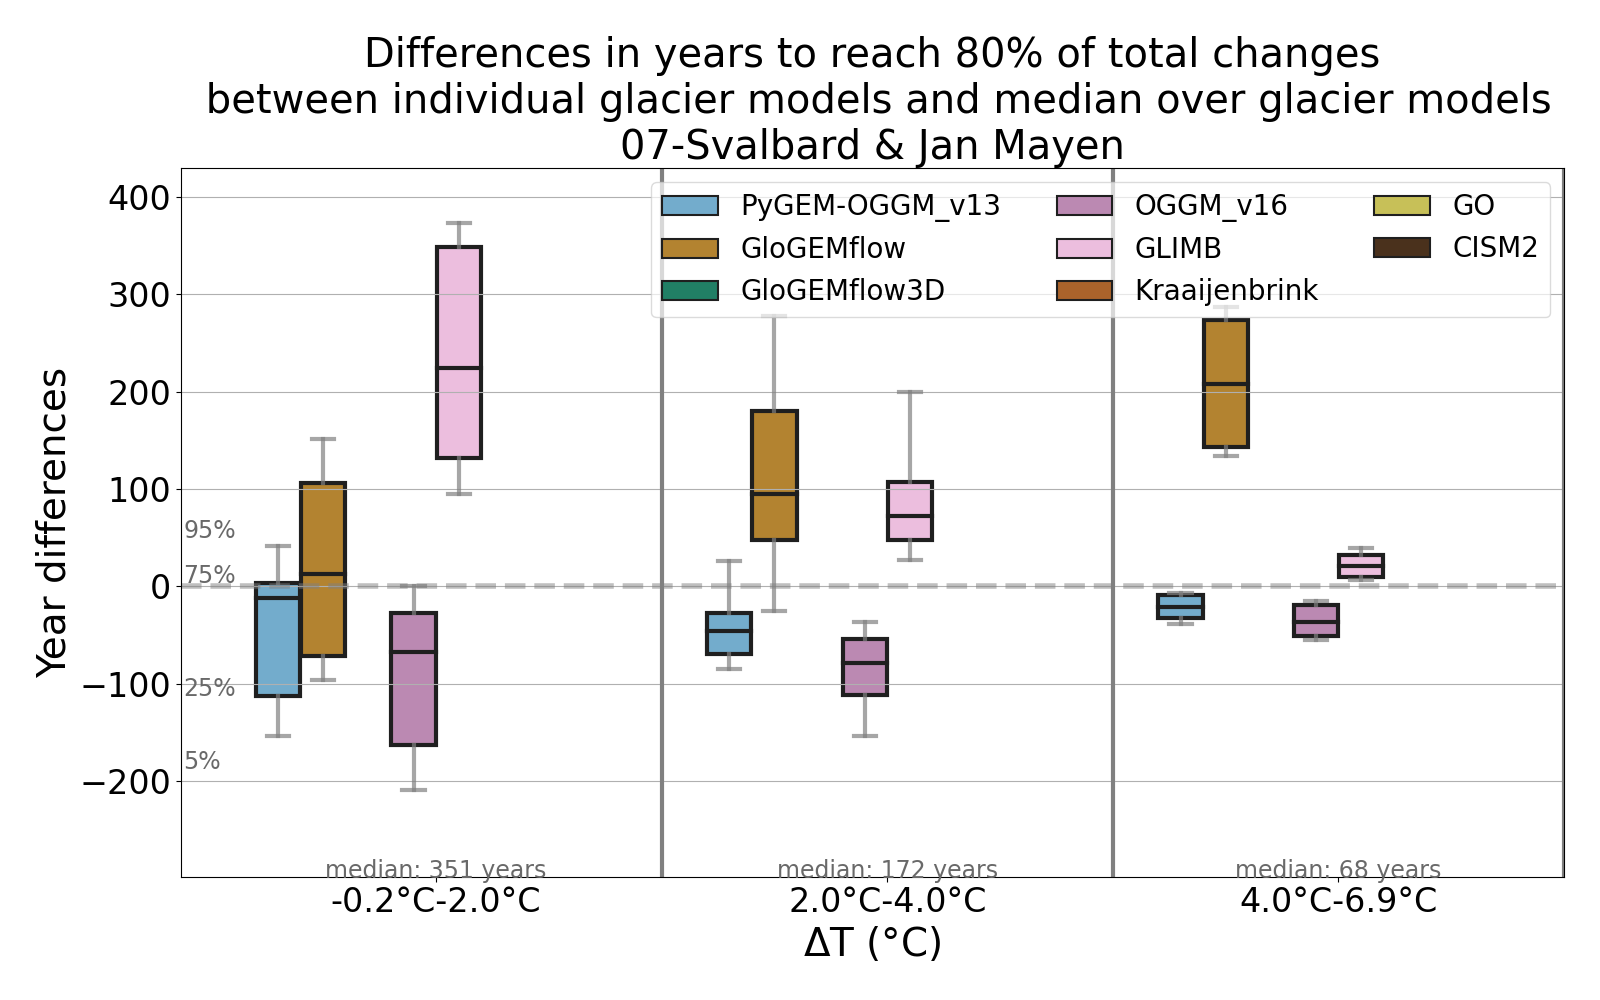 Differences in years to reach 80% of total changes
between individual glacier models and median over glacier models
07-Svalbard & Jan Mayen
Year differences
400
300
200
100
0
−100
−200
95%
75%
25%
5%
PyGEM-OGGM_v13
GloGEMflow
GloGEMflow3D
OGGM_v16
GLIMB
Kraaijenbrink
GO
CISM2
median: 351 years
median: 172 years
median: 68 years
-0.2°C-2.0°C
2.0°C-4.0°C
4.0°C-6.9°C
ΔT (°C)